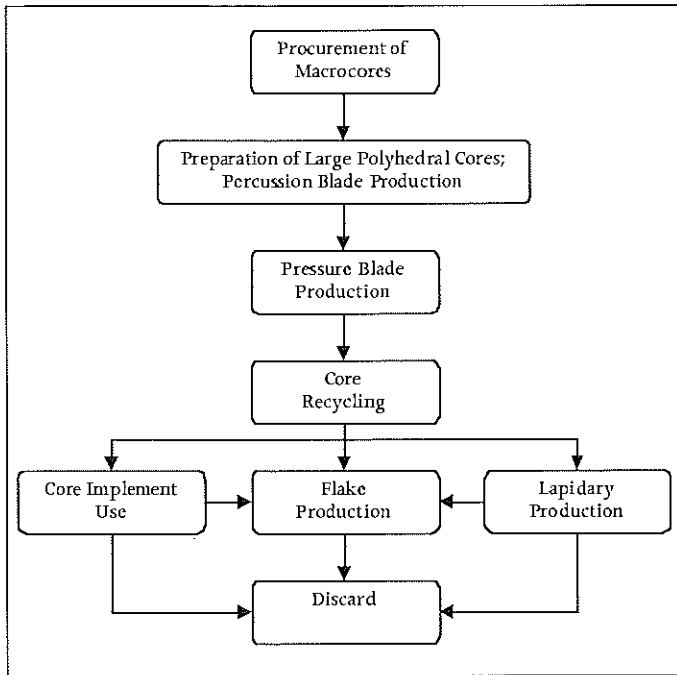 Procurement of
Macrocores
Preparation of Large Polyhedral Cores;
Percussion Blade Production
Pressure Blade
Production
Core
Recycling
Core Implement
Use
Flake
Production
Lapidary
Production
Discard